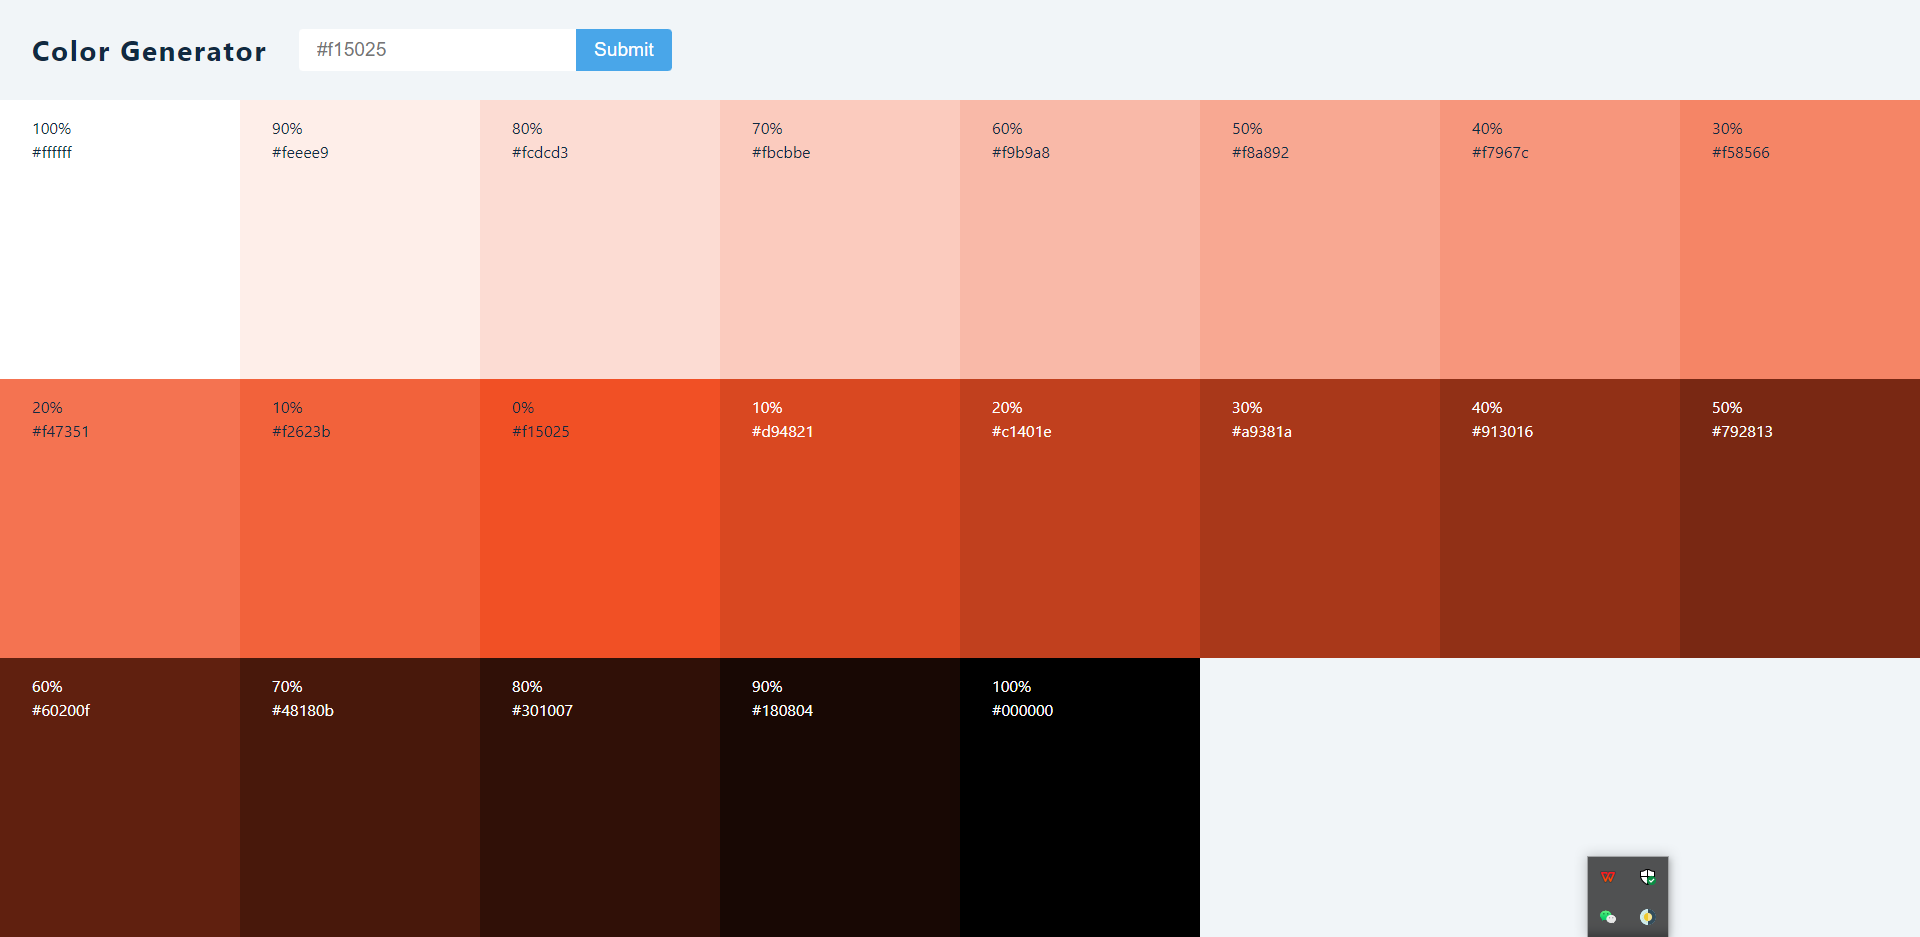 Color Generator
#f15025
Submit
100%
#ffffff
90%
#feeee9
80%
#fcdcd3
70%
#fbcbbe
60%
#f9b9a8
50%
#f8a892
40%
#f7967c
30%
#f58566
20%
#f47351
10%
#f2623b
0%
#f15025
10%
#d94821
20%
#c1401e
30%
#a9381a
40%
#913016
50%
#792813
60%
#60200f
70%
#48180b
80%
#301007
90%
#180804
100%
#000000
W